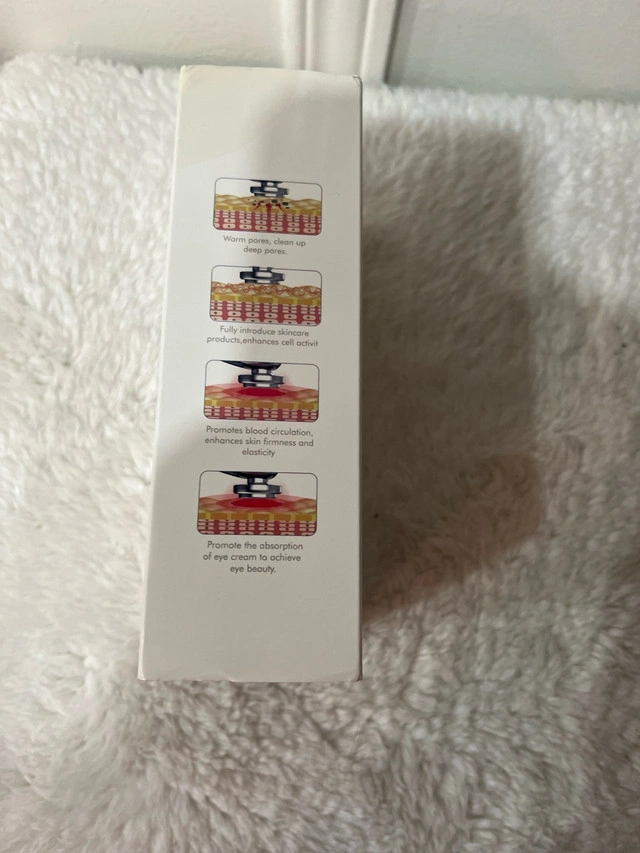 Warm pores, clean up
deep pores.
Fully introduce skincare
products,enhances cell activit
Promotes blood circulation,
enhances skin firmness and
elasticity
Promote the absorption
of eye cream to achieve
eye beauty.